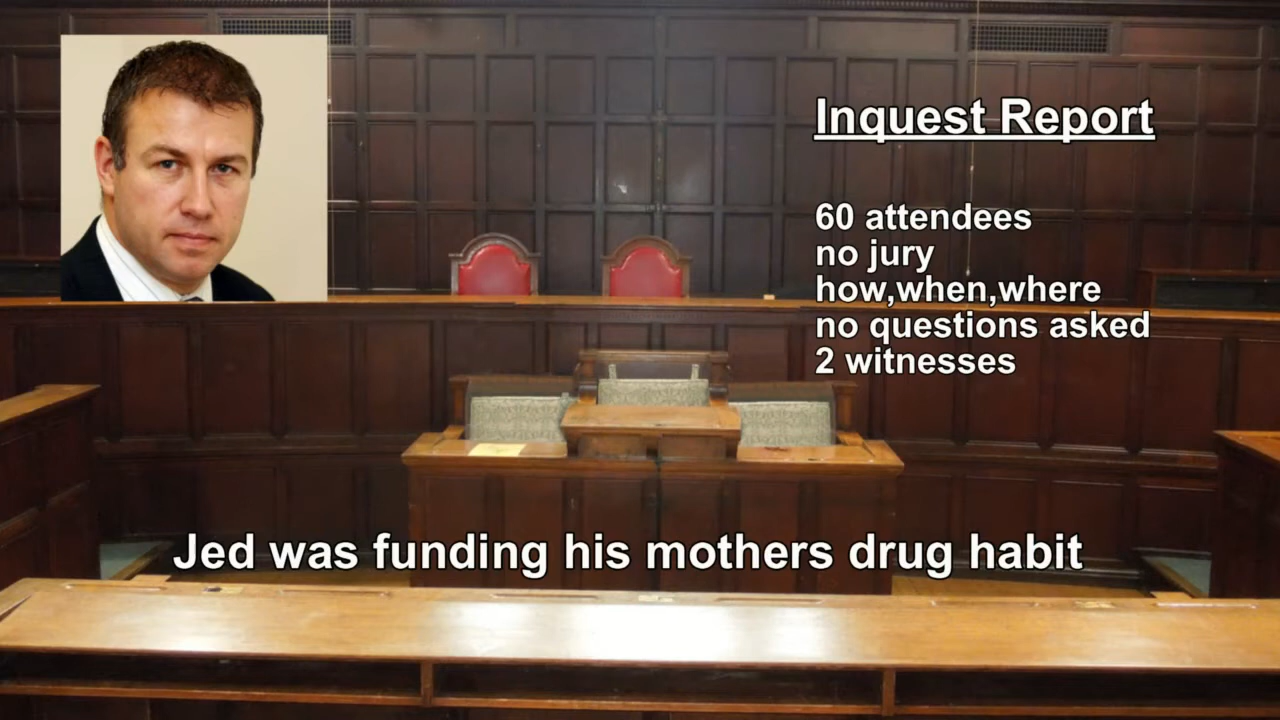 Inquest Report
60 attendees
no jury
how,when,where
no questions asked
2 witnesses
Jed was funding his mothers drug habit